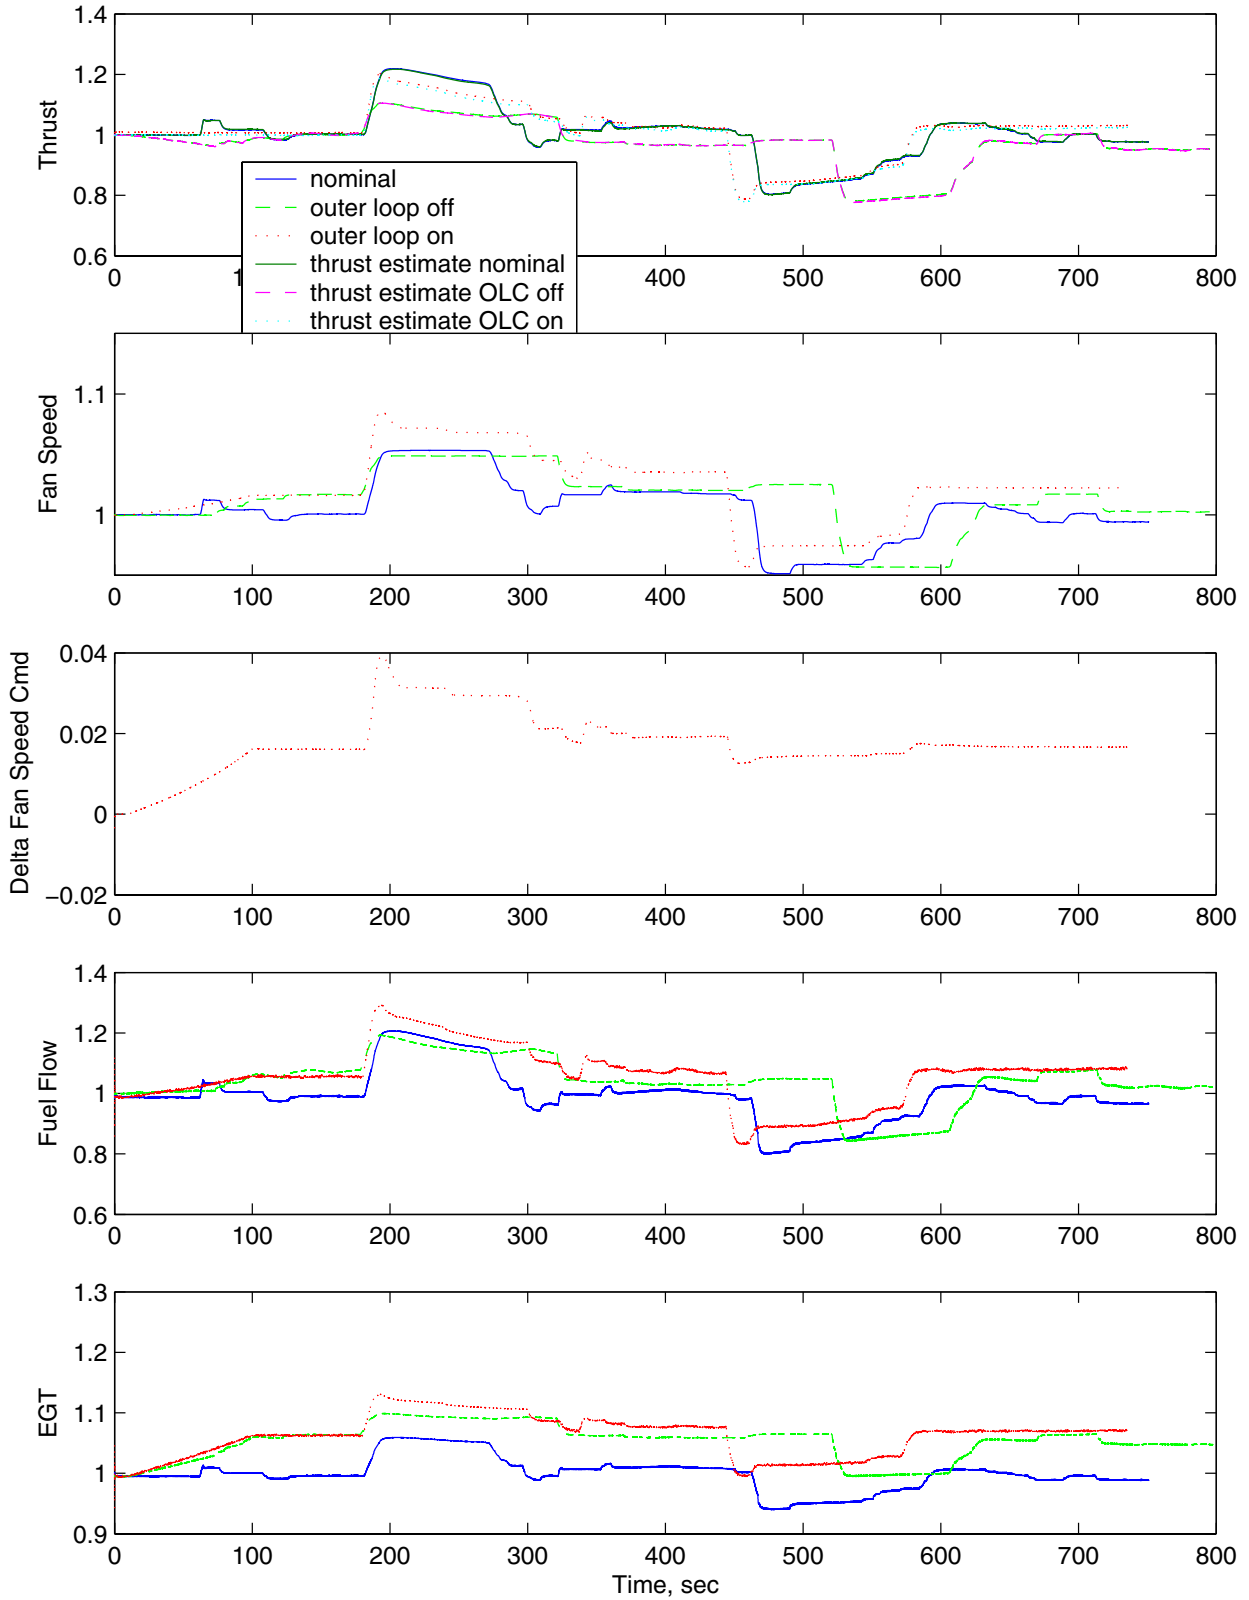 1.4
1.2
1
0.8
0.6
Thrust
nominal
outer loop off
outer loop on
thrust estimate nominal
thrust estimate OLC off
thrust estimate OLC on
0 400 500 600 700 800
1.1
1
Fan Speed
0 100 200 300 400 500 600 700 800
0.04
0.02
0
−0.02
Delta Fan Speed Cmd
0 100 200 300 400 500 600 700 800
1.4
1.2
1
0.8
0.6
Fuel Flow
0 100 200 300 400 500 600 700 800
1.3
1.2
1.1
1
0.9
EGT
0 100 200 300 400 500 600 700 800
Time, sec